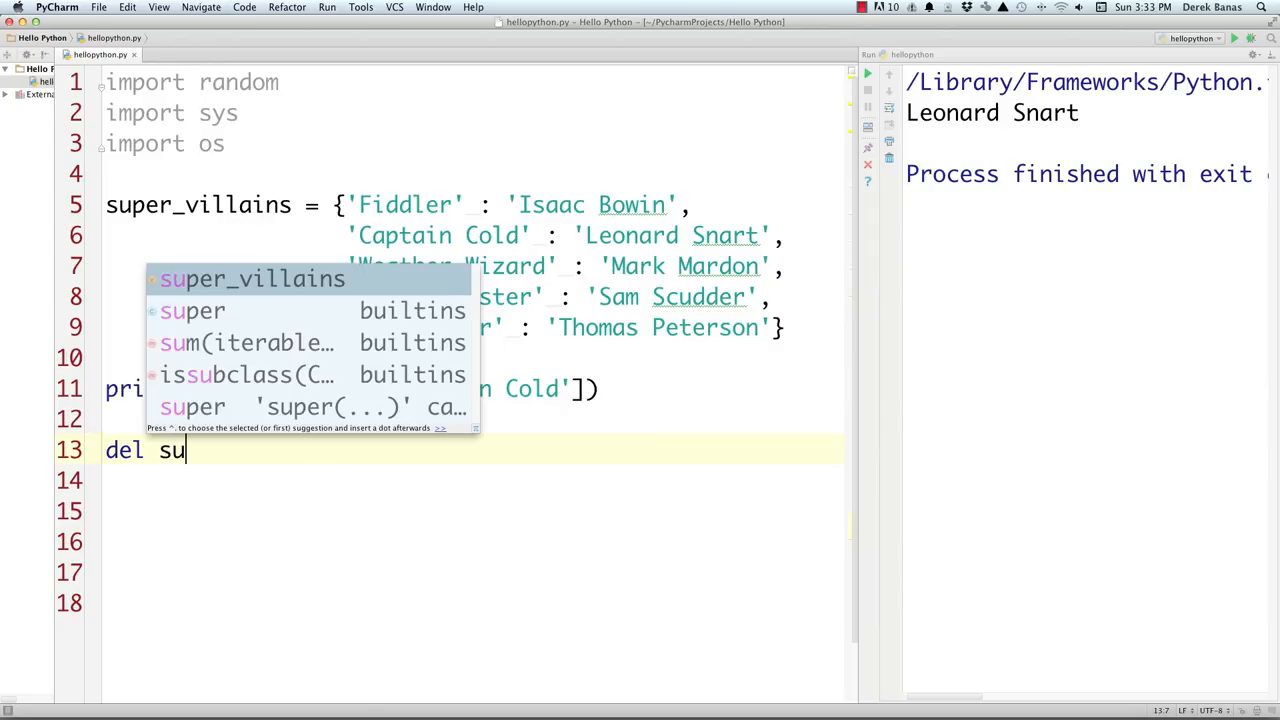 PyCharm File Edit View Navigate Code Refactor Run Tools VCS Window Help 10 Sun 3:33 PM Derek Banas
hellopython.py – Hello Python – [~/PycharmProjects/Hello Python]
Hello Python hellopython.py hellopython
hellopython.py Run hellopython
Hello P
hell
Externa
1 import random
2 import sys
3 import os
4
5 super_villains = {'Fiddler' : 'Isaac Bowin',
6 'Captain Cold' : 'Leonard Snart',
7 Wizard' : 'Mark Mardon',
8 ster' : 'Sam Scudder',
9 r' : 'Thomas Peterson'}
10
11 pri n Cold'])
12
13 del su
14
15
16
17
18
super_villains
super builtins
sum(iterable… builtins
issubclass(C… builtins
super 'super(...)' ca…
Press ^. to choose the selected (or first) suggestion and insert a dot afterwards >>
/Library/Frameworks/Python.
Leonard Snart
Process finished with exit
13:7 LF UTF-8